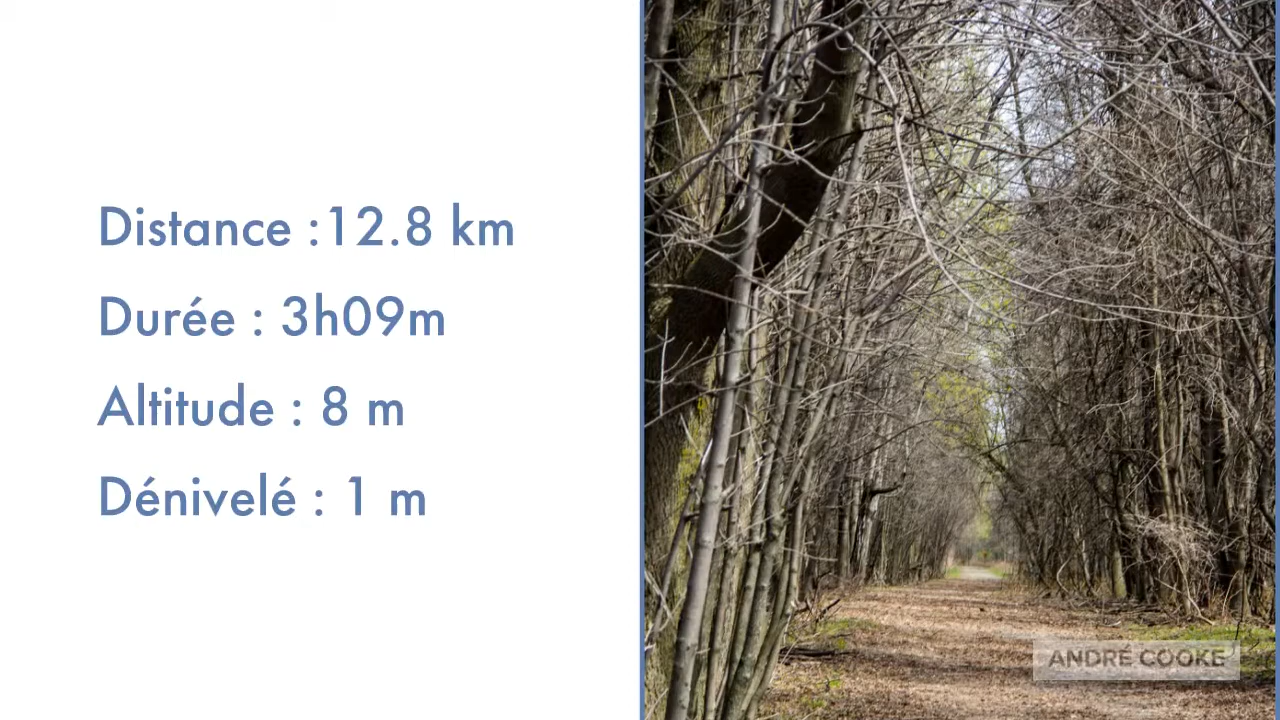 Distance :12.8 km
Durée : 3h09m
Altitude : 8 m
Dénivelé : 1 m
ANDRÉ COOKE